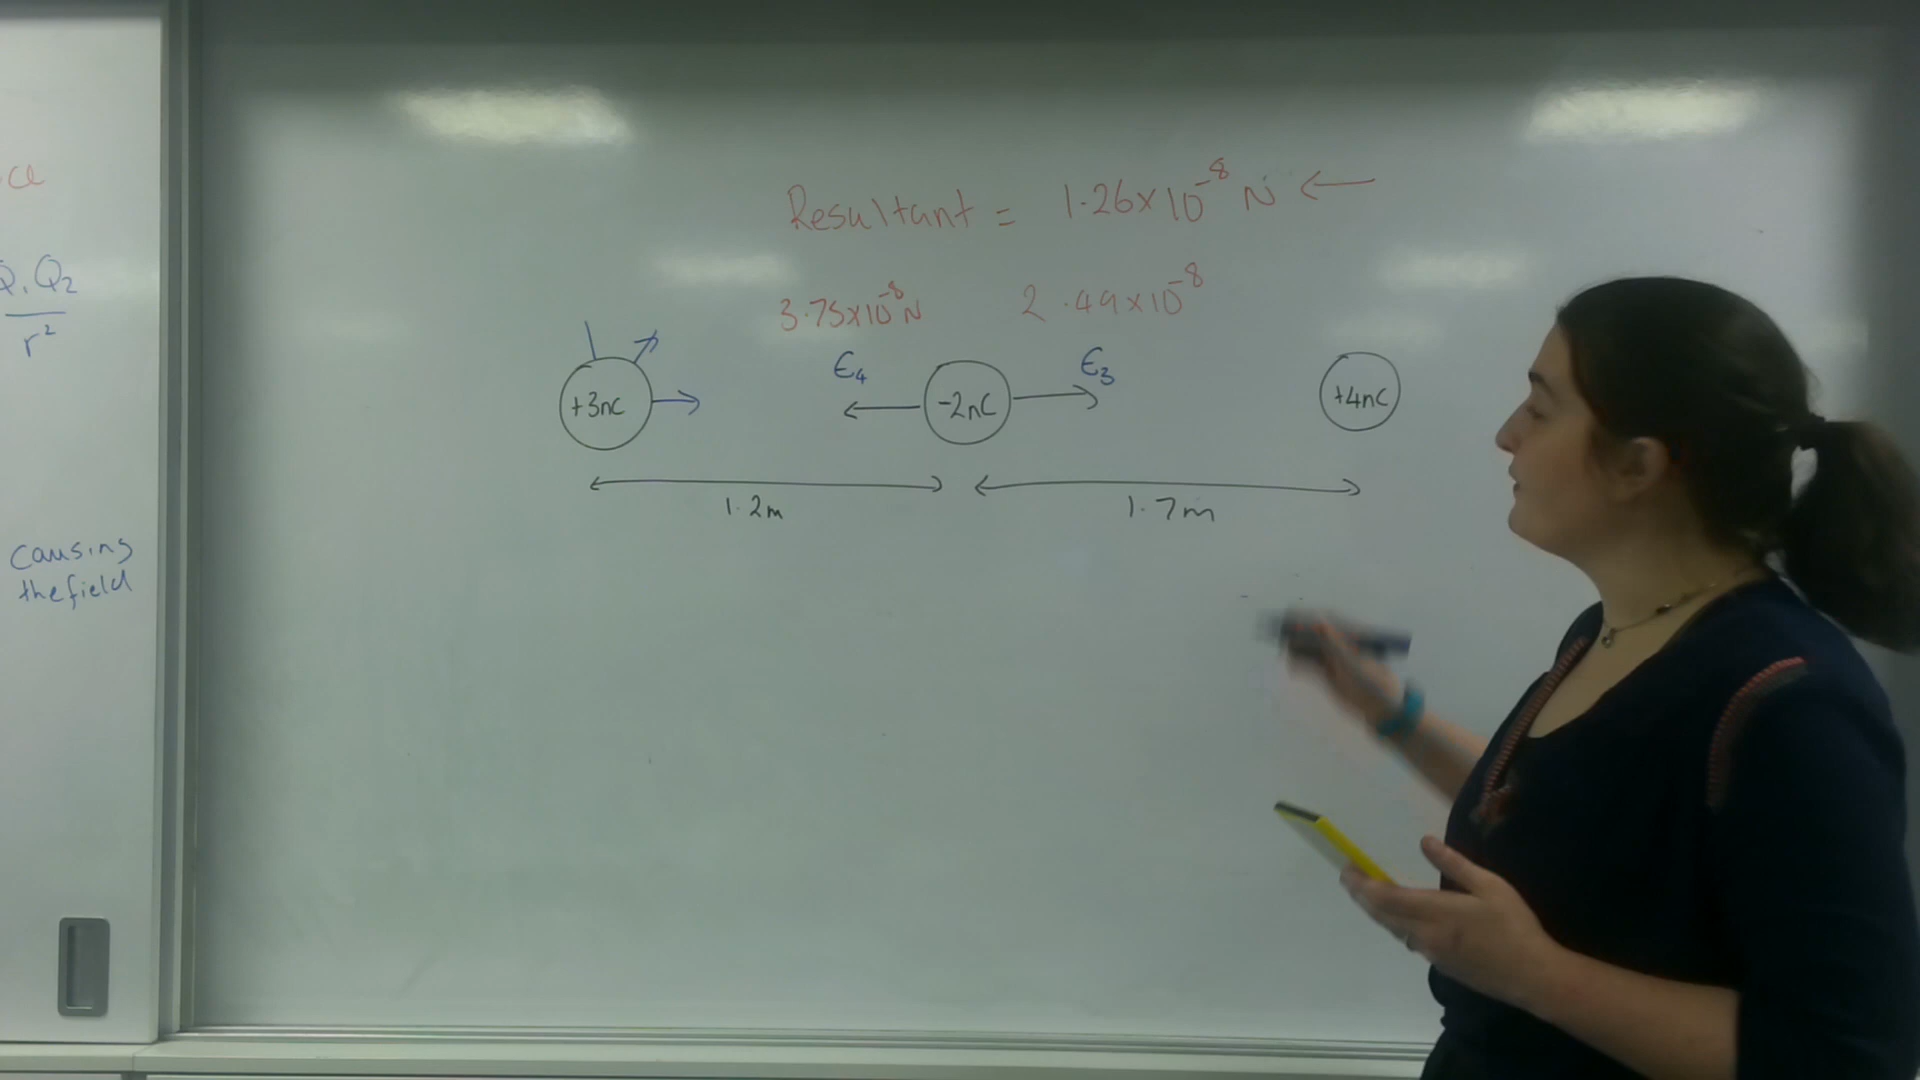 ce
Q1Q2
r²
causing
the field
Resultant = 1.26x10⁻⁸ N ←
3.75x10⁻⁸N 2.49x10⁻⁸
E₄ E₃
+3nC -2nC +4nC
1.2m 1.7m